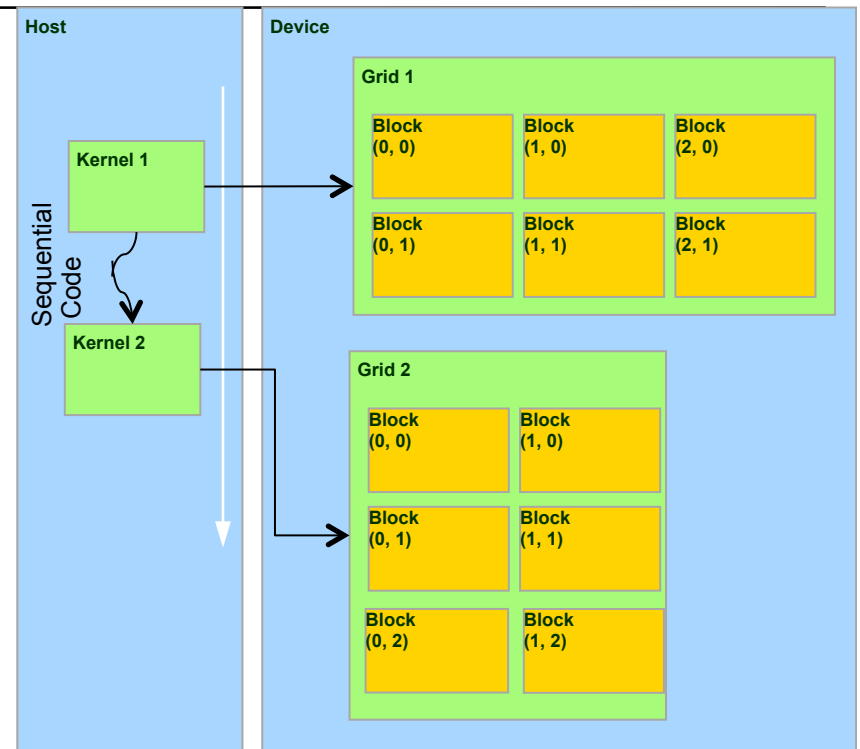 Host
Kernel 1
Sequential
Code
Kernel 2
Device
Grid 1
Block
(0, 0)
Block
(1, 0)
Block
(2, 0)
Block
(0, 1)
Block
(1, 1)
Block
(2, 1)
Grid 2
Block
(0, 0)
Block
(1, 0)
Block
(0, 1)
Block
(1, 1)
Block
(0, 2)
Block
(1, 2)